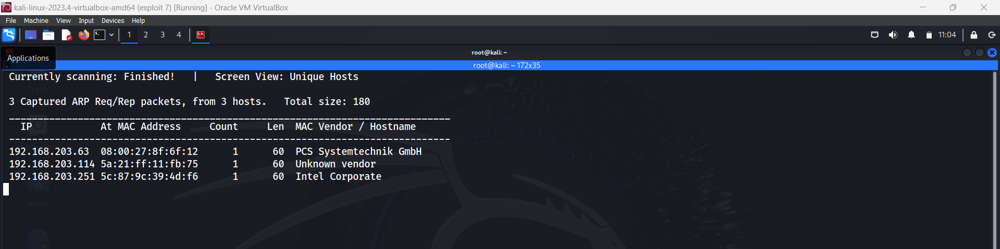 kali-linux-2023.4-virtualbox-amd64 (exploit 7) [Running] - Oracle VM VirtualBox
File Machine View Input Devices Help
1 2 3 4 11:04
root@kali: ~
Applications
root@kali: ~ 172x35
Currently scanning: Finished! | Screen View: Unique Hosts
Trash
3 Captured ARP Req/Rep packets, from 3 hosts. Total size: 180
IP At MAC Address Count Len MAC Vendor / Hostname
192.168.203.63 08:00:27:8f:6f:12 1 60 PCS Systemtechnik GmbH
192.168.203.114 5a:21:ff:11:fb:75 1 60 Unknown vendor
192.168.203.251 5c:87:9c:39:4d:f6 1 60 Intel Corporate
Home